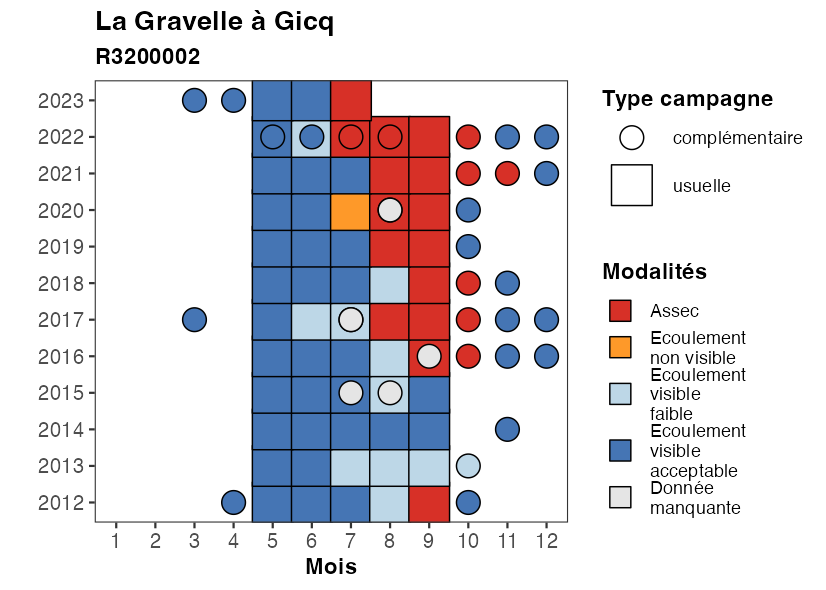 La Gravelle à Gicq
R3200002
2023
2022
2021
2020
2019
2018
2017
2016
2015
2014
2013
2012
1 2 3 4 5 6 7 8 9 10 11 12
Mois
Type campagne
complémentaire
usuelle
Modalités
Assec
Ecoulement
non visible
Ecoulement
visible
faible
Ecoulement
visible
acceptable
Donnée
manquante